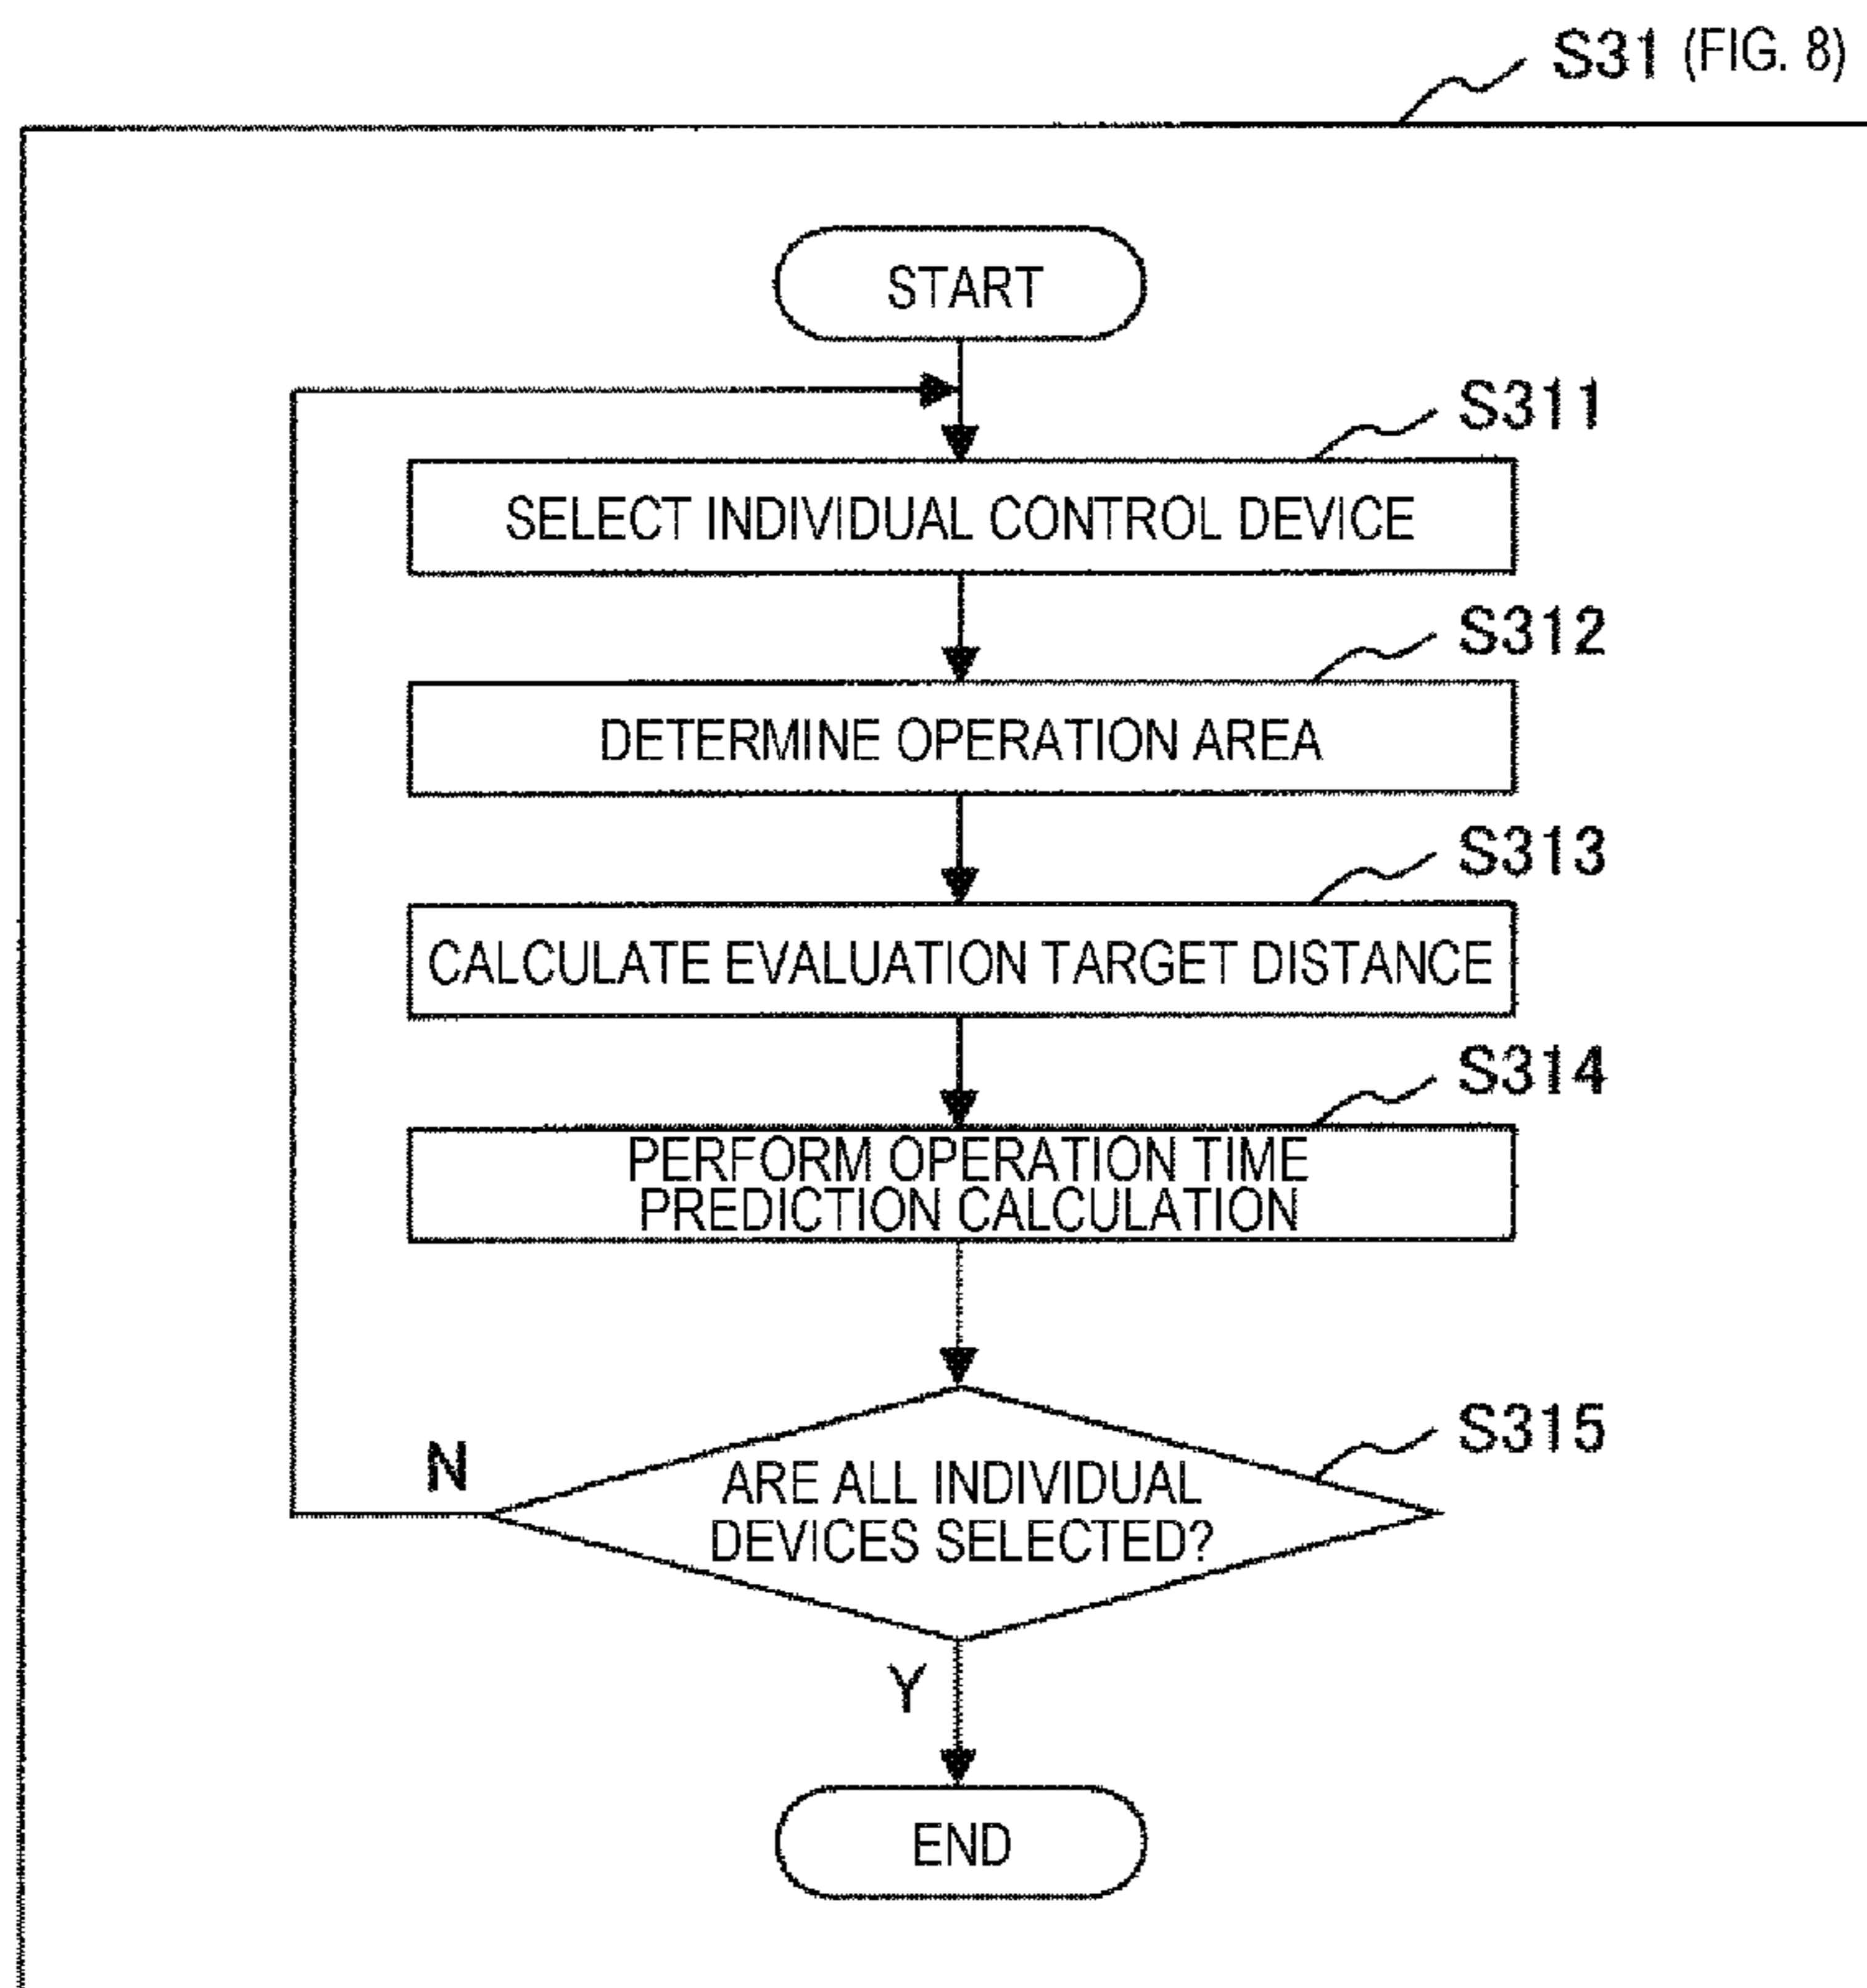 S31 (FIG. 8)
START
S311
SELECT INDIVIDUAL CONTROL DEVICE
S312
DETERMINE OPERATION AREA
S313
CALCULATE EVALUATION TARGET DISTANCE
S314
PERFORM OPERATION TIME
PREDICTION CALCULATION
S315
N
ARE ALL INDIVIDUAL
DEVICES SELECTED?
Y
END